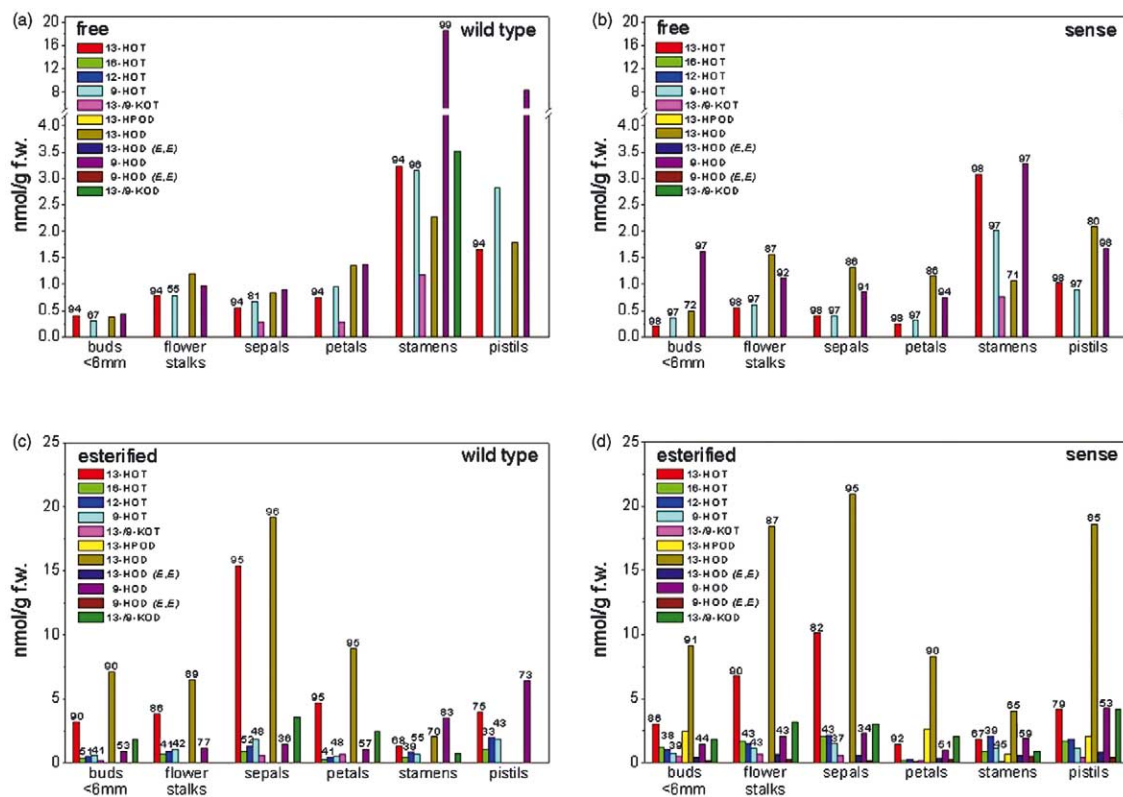 (a)
free
wild type
13-HOT
16-HOT
12-HOT
9-HOT
13-/9-KOT
13-HPOD
13-HOD
13-HOD (E,E)
9-HOD
9-HOD (E,E)
13-/9-KOD
nmol/g f.w.
20
16
12
8
4.0
3.5
3.0
2.5
2.0
1.5
1.0
0.5
0.0
94 67
94 55
94 81
94
94 96 99
94
buds <6mm
flower stalks
sepals
petals
stamens
pistils
(b)
free
sense
13-HOT
16-HOT
12-HOT
9-HOT
13-/9-KOT
13-HPOD
13-HOD
13-HOD (E,E)
9-HOD
9-HOD (E,E)
13-/9-KOD
nmol/g f.w.
20
16
12
8
4.0
3.5
3.0
2.5
2.0
1.5
1.0
0.5
0.0
98 97 72 97
98 97 87 92
98 97 86 91
98 97 86 94
98 97 71 97
98 97 80 98
buds <6mm
flower stalks
sepals
petals
stamens
pistils
(c)
esterified
wild type
13-HOT
16-HOT
12-HOT
9-HOT
13-/9-KOT
13-HPOD
13-HOD
13-HOD (E,E)
9-HOD
9-HOD (E,E)
13-/9-KOD
nmol/g f.w.
25
20
15
10
5
0
90 51 41 90 53
86 41 42 89 77
95 52 48 96 36
95 41 48 95 57
68 39 55 70 83
75 33 43 73
buds <6mm
flower stalks
sepals
petals
stamens
pistils
(d)
esterified
sense
13-HOT
16-HOT
12-HOT
9-HOT
13-/9-KOT
13-HPOD
13-HOD
13-HOD (E,E)
9-HOD
9-HOD (E,E)
13-/9-KOD
nmol/g f.w.
25
20
15
10
5
0
86 38 39 91 44
90 43 43 87 43
82 43 37 95 34
92 90 51
67 39 45 65 59
79 85 53
buds <6mm
flower stalks
sepals
petals
stamens
pistils